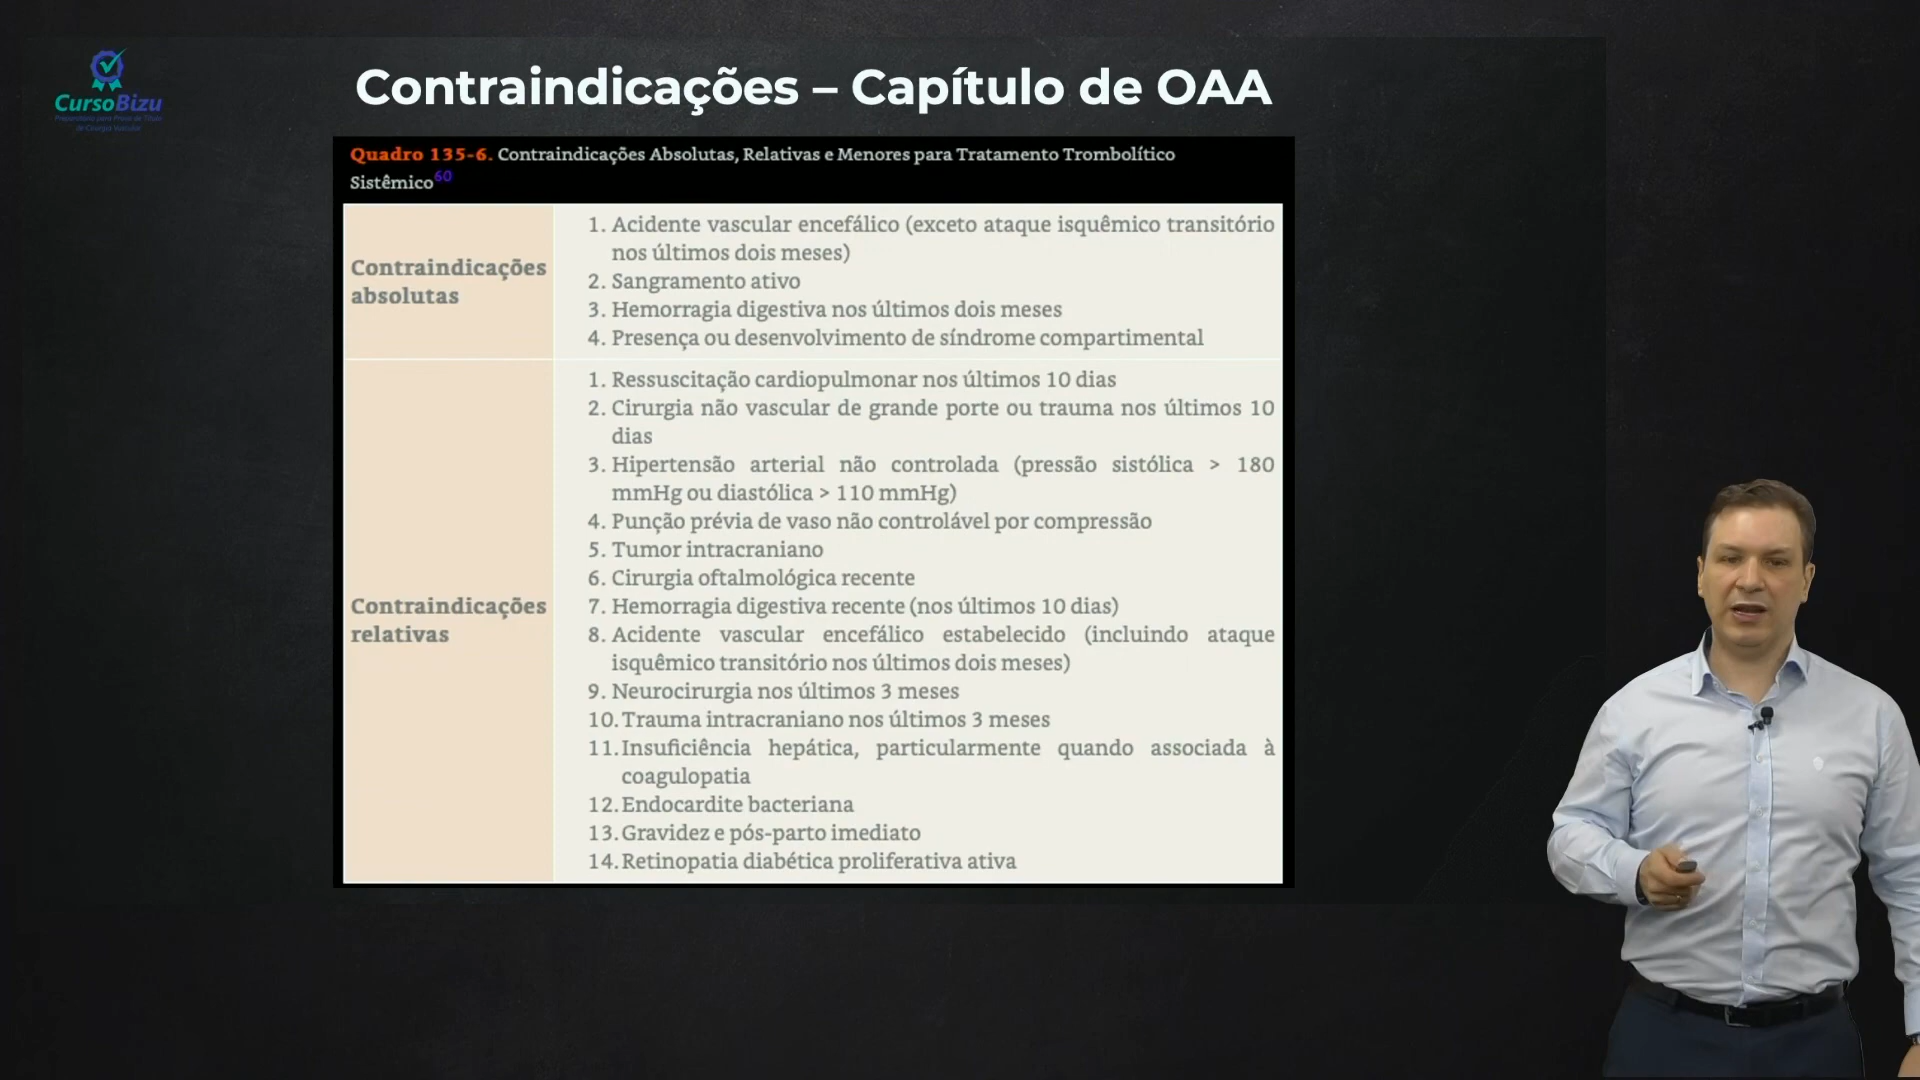 CursoBizu
Preparatório para Prova de Título
de Cirurgia Vascular
Contraindicações – Capítulo de OAA
Quadro 135-6. Contraindicações Absolutas, Relativas e Menores para Tratamento Trombolítico
Sistêmico60
Contraindicações
absolutas
1. Acidente vascular encefálico (exceto ataque isquêmico transitório
nos últimos dois meses)
2. Sangramento ativo
3. Hemorragia digestiva nos últimos dois meses
4. Presença ou desenvolvimento de síndrome compartimental
Contraindicações
relativas
1. Ressuscitação cardiopulmonar nos últimos 10 dias
2. Cirurgia não vascular de grande porte ou trauma nos últimos 10
dias
3. Hipertensão arterial não controlada (pressão sistólica > 180
mmHg ou diastólica > 110 mmHg)
4. Punção prévia de vaso não controlável por compressão
5. Tumor intracraniano
6. Cirurgia oftalmológica recente
7. Hemorragia digestiva recente (nos últimos 10 dias)
8. Acidente vascular encefálico estabelecido (incluindo ataque
isquêmico transitório nos últimos dois meses)
9. Neurocirurgia nos últimos 3 meses
10. Trauma intracraniano nos últimos 3 meses
11. Insuficiência hepática, particularmente quando associada à
coagulopatia
12. Endocardite bacteriana
13. Gravidez e pós-parto imediato
14. Retinopatia diabética proliferativa ativa